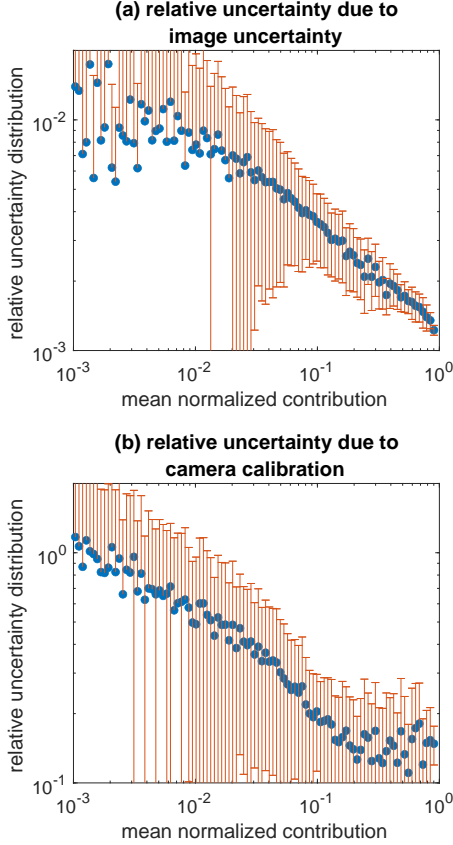 (a) relative uncertainty due to
image uncertainty
relative uncertainty distribution
10^-2
10^-3
10^-3 10^-2 10^-1 10^0
mean normalized contribution
(b) relative uncertainty due to
camera calibration
relative uncertainty distribution
10^0
10^-1
10^-3 10^-2 10^-1 10^0
mean normalized contribution